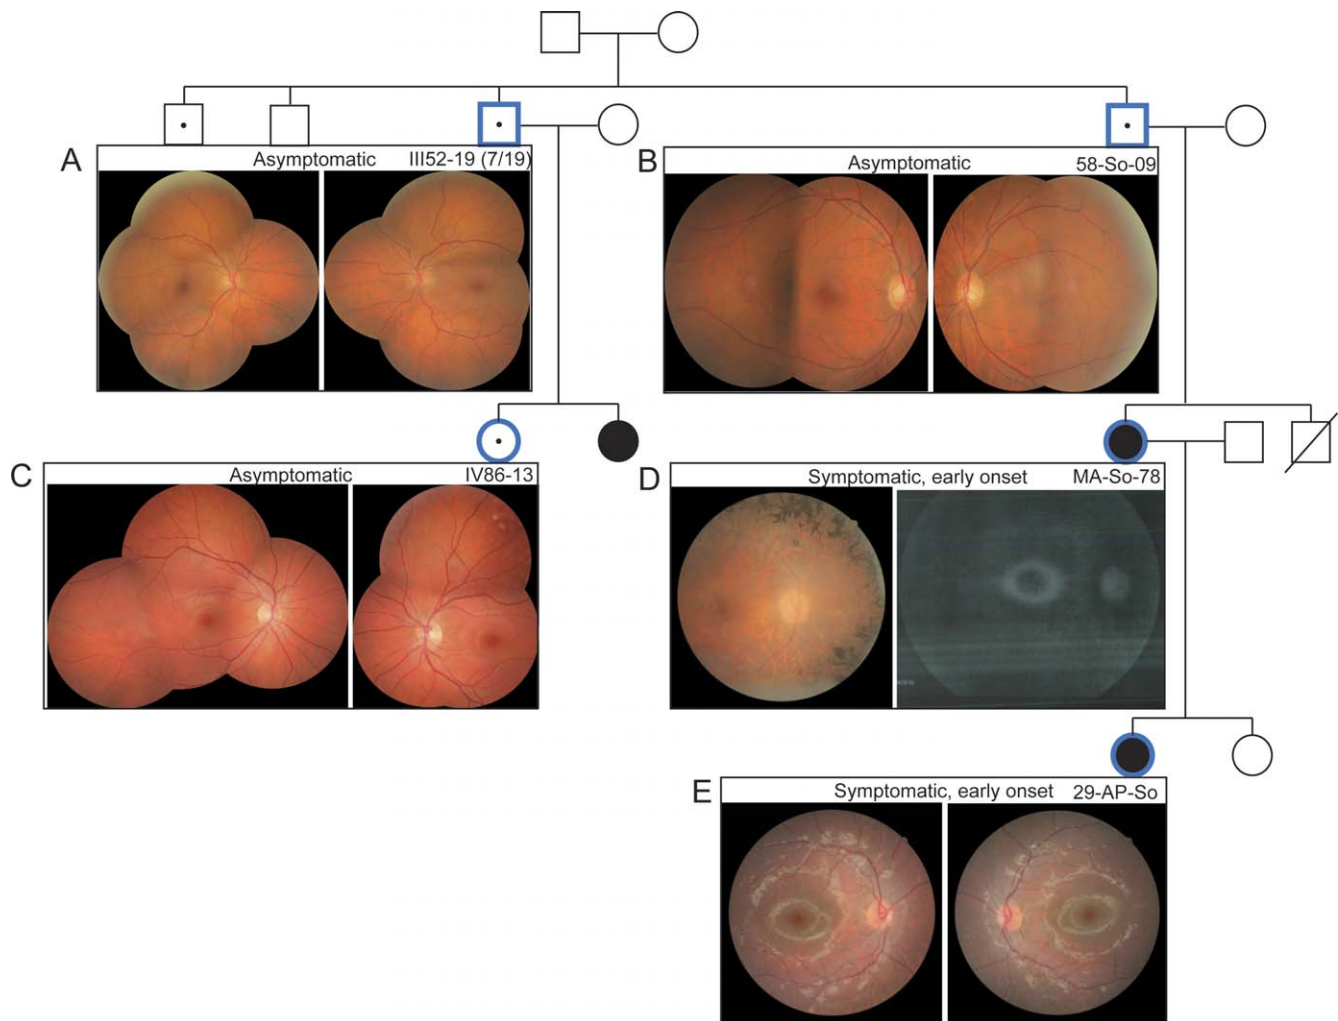 A
Asymptomatic III52-19 (7/19)
B
Asymptomatic 58-So-09
C
Asymptomatic IV86-13
D
Symptomatic, early onset MA-So-78
E
Symptomatic, early onset 29-AP-So